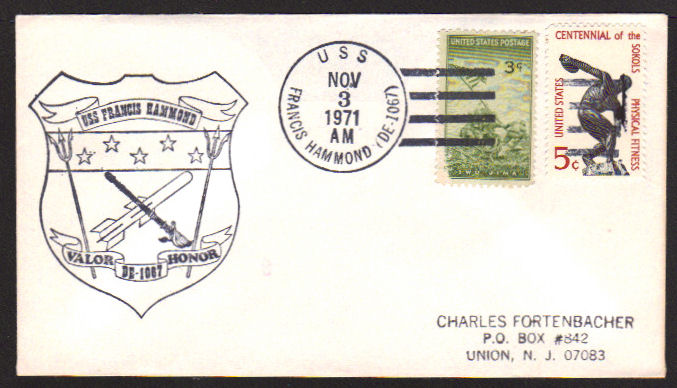 USS FRANCIS HAMMOND
VALOR HONOR
DE-1067
USS
NOV
3
1971
AM
FRANCIS HAMMOND (DE-1067)
UNITED STATES POSTAGE
3¢
IWO JIMA
CENTENNIAL of the SOKOLS
PHYSICAL FITNESS
UNITED STATES
5¢
CHARLES FORTENBACHER
P.O. BOX #842
UNION, N. J. 07083